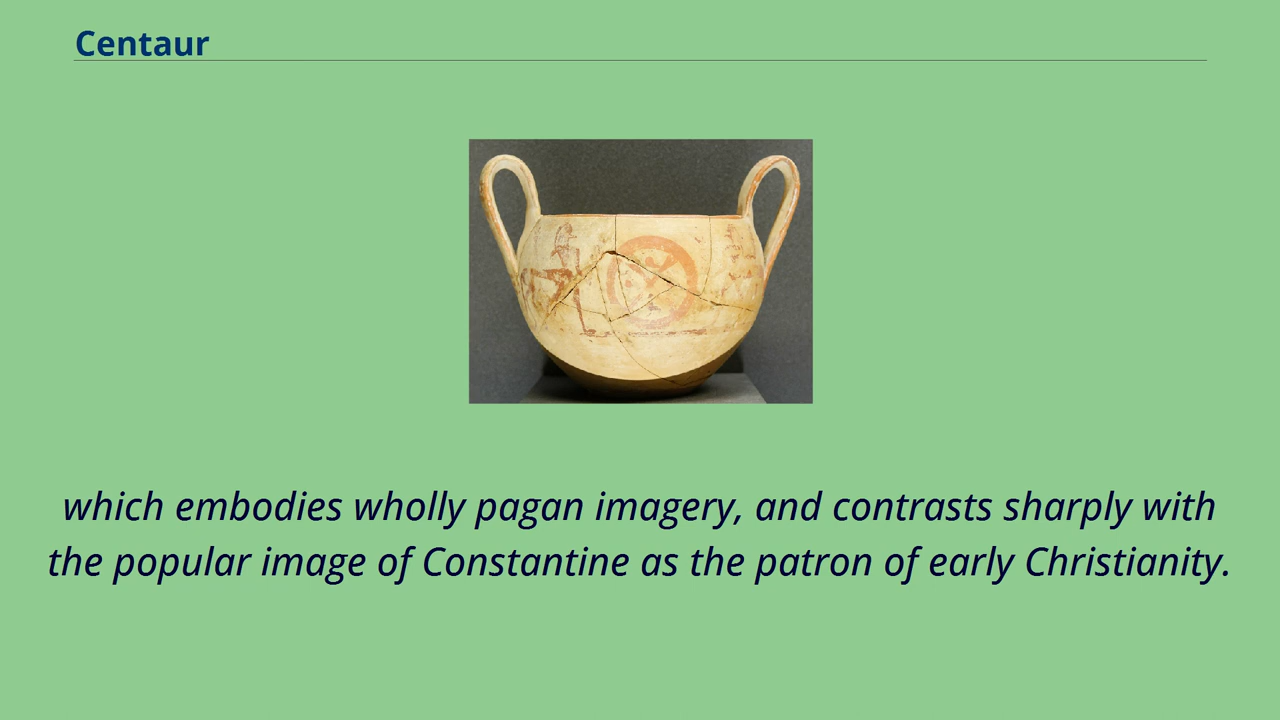 Centaur
which embodies wholly pagan imagery, and contrasts sharply with
the popular image of Constantine as the patron of early Christianity.